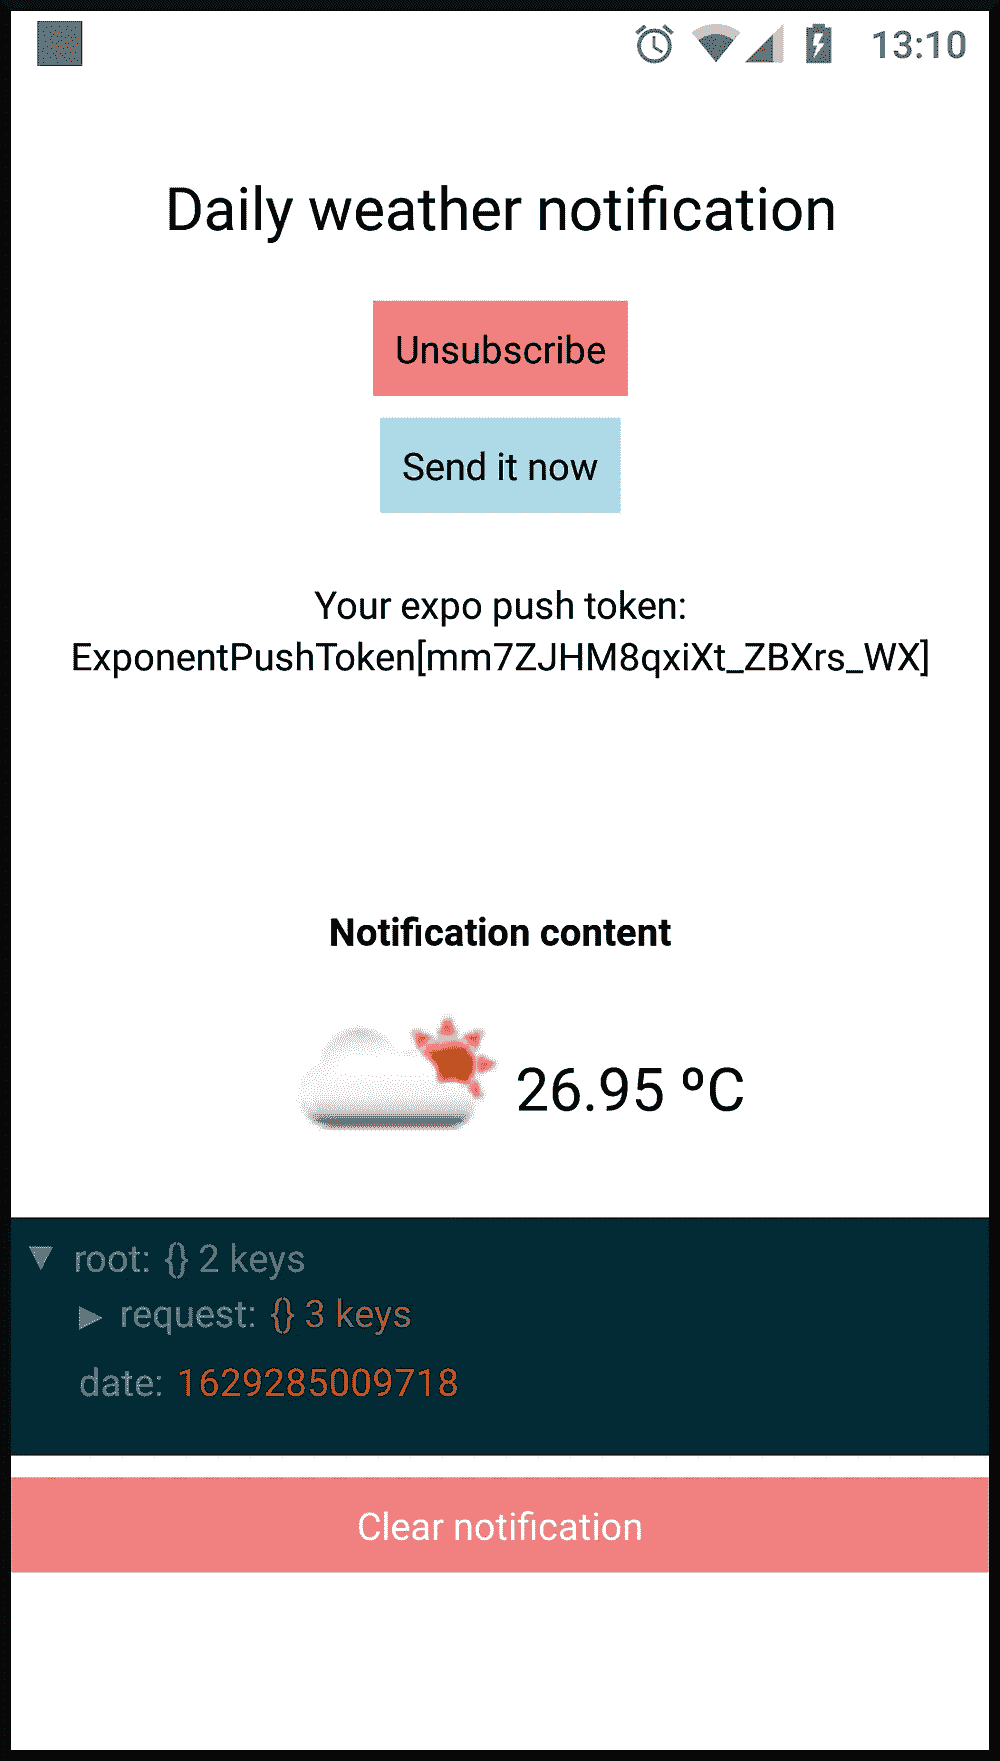 13:10
Daily weather notification
Unsubscribe
Send it now
Your expo push token:
ExponentPushToken[mm7ZJHM8qxiXt_ZBXrs_WX]
Notification content
26.95 ºC
▼ root: {} 2 keys
▶ request: {} 3 keys
date: 1629285009718
Clear notification